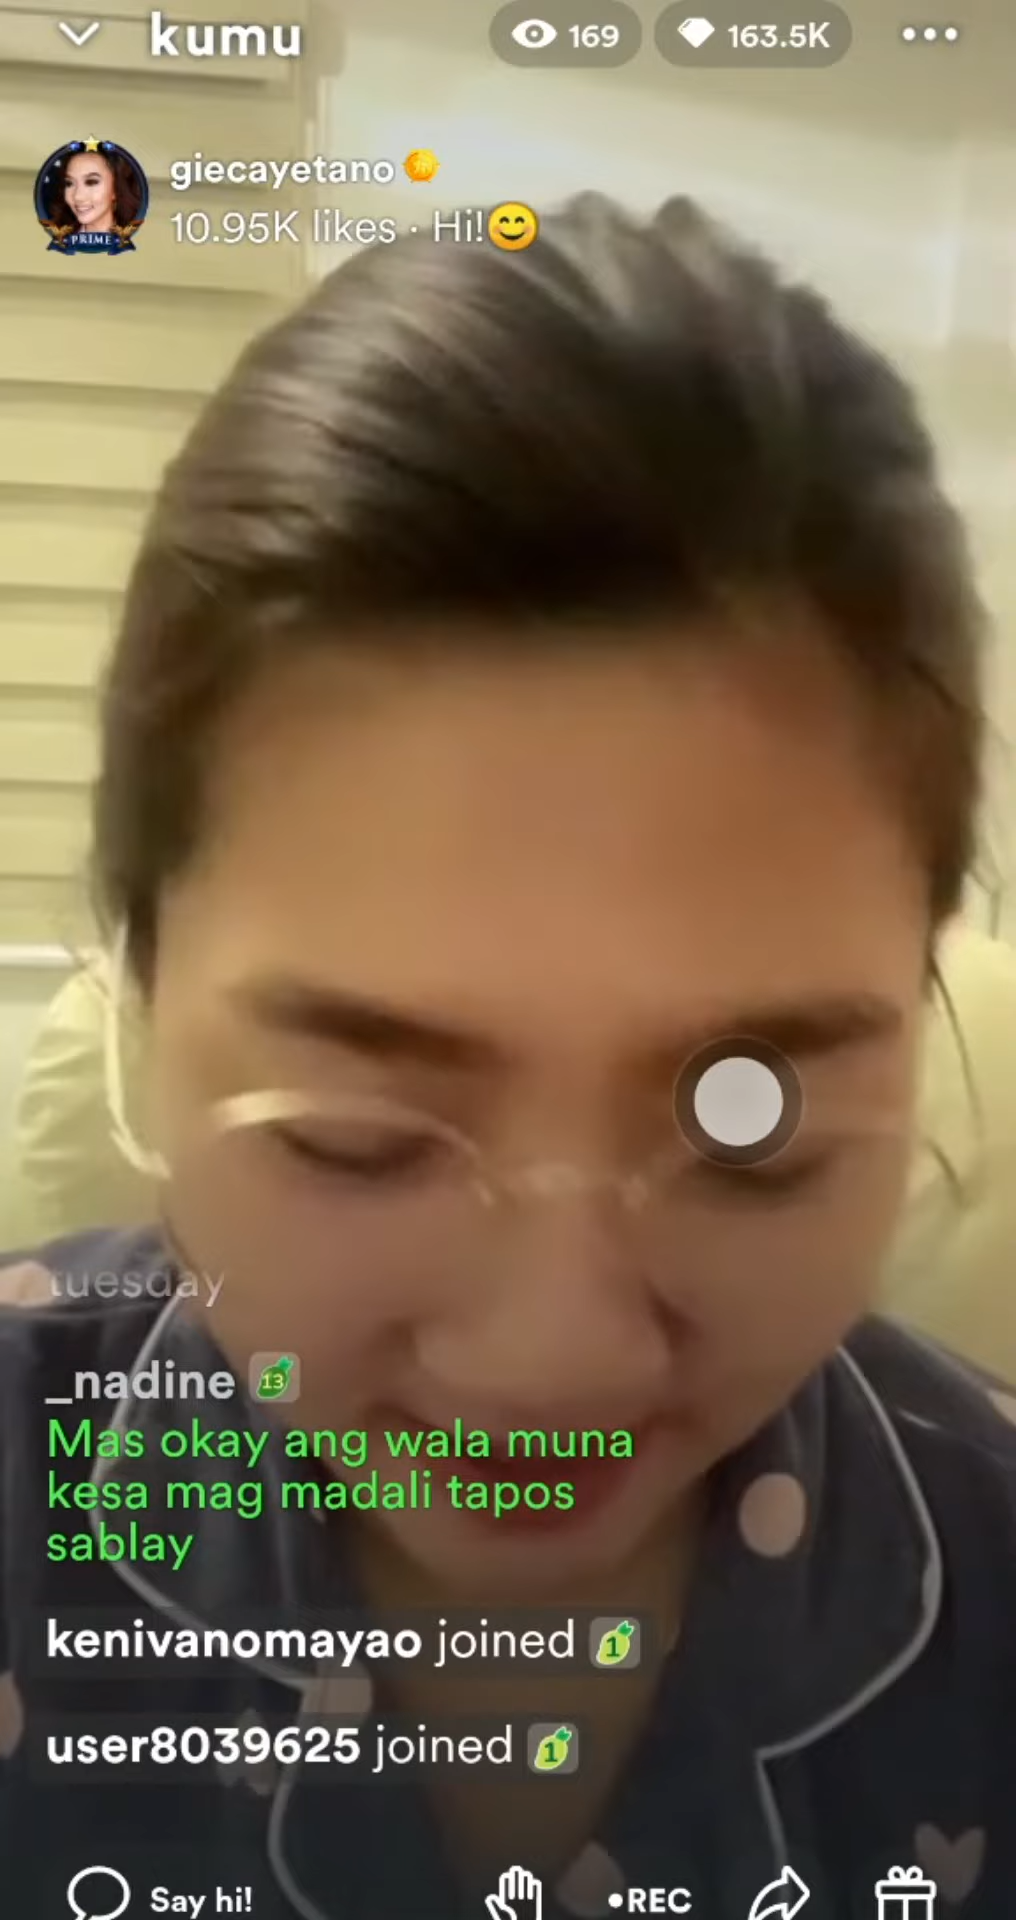 kumu
169
163.5K
giecayetano
10.95K likes · Hi!😊
PRIME
tuesday
_nadine 13
Mas okay ang wala muna
kesa mag madali tapos
sablay
kenivanomayao joined 1
user8039625 joined 1
Say hi!
•REC